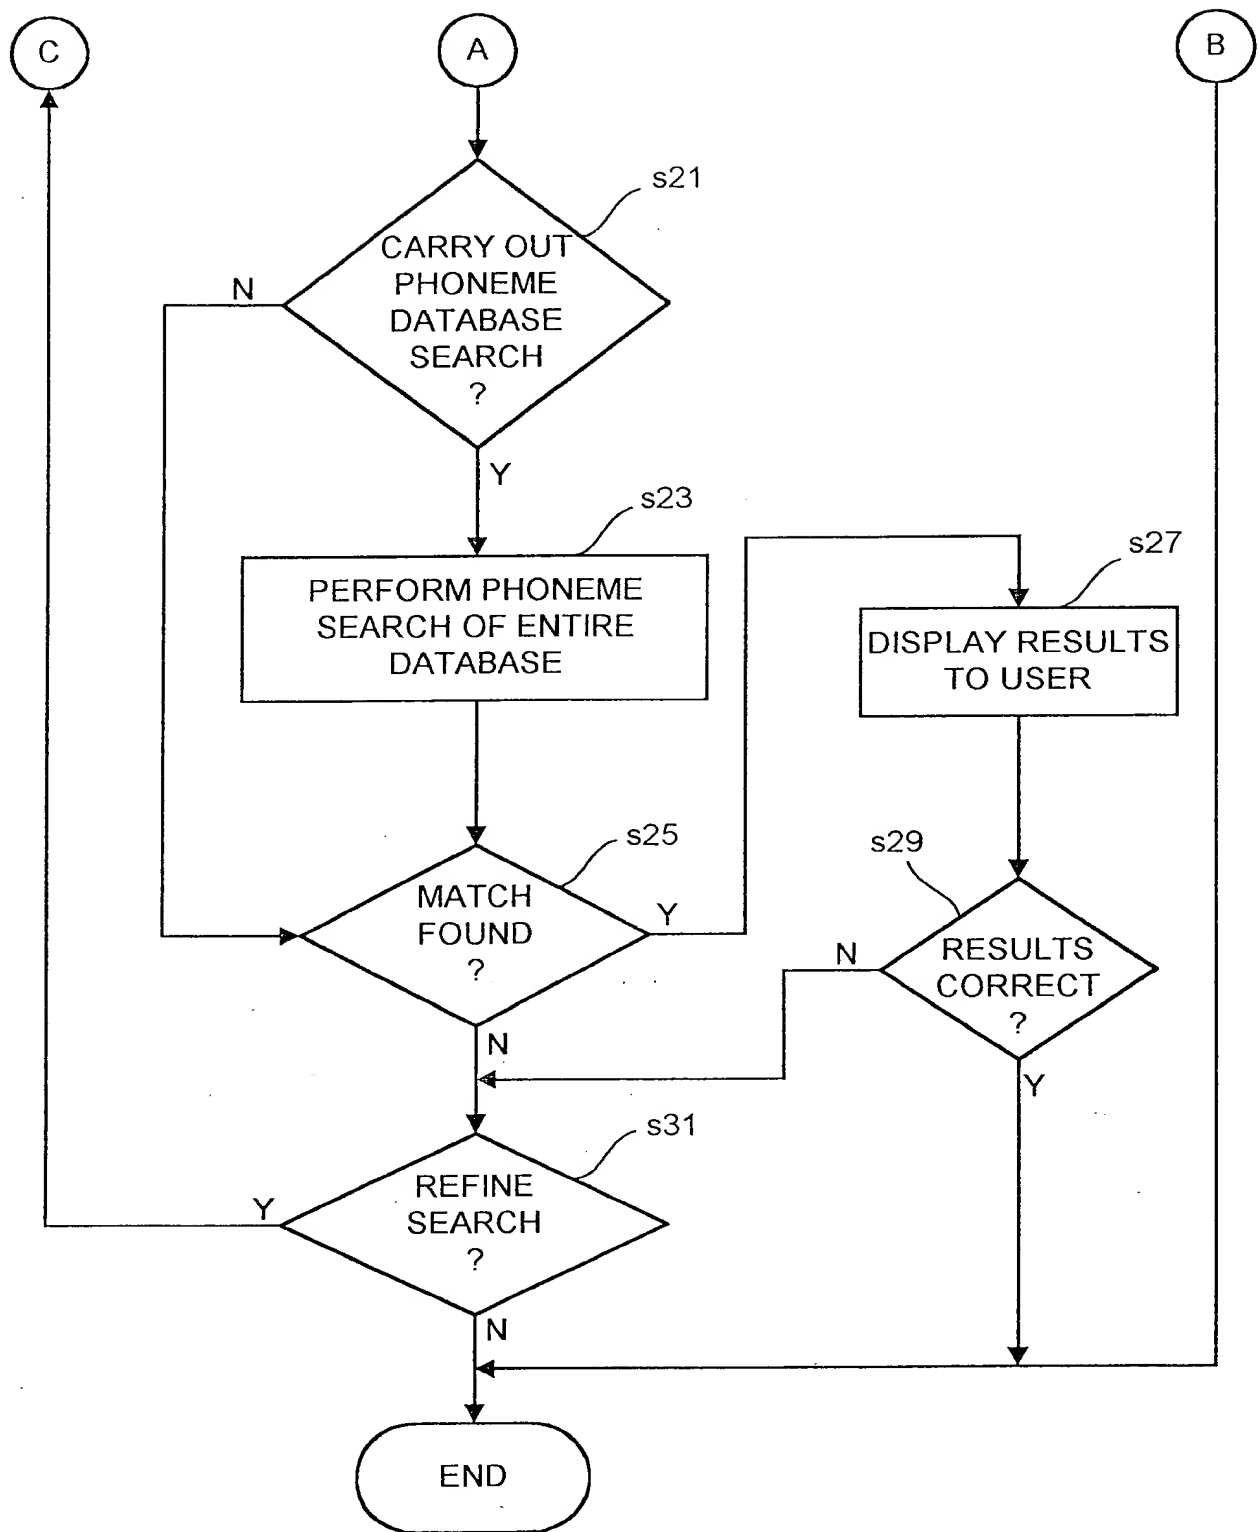 C
A
B
s21
CARRY OUT
PHONEME
DATABASE
SEARCH
?
N
Y
s23
PERFORM PHONEME
SEARCH OF ENTIRE
DATABASE
s27
DISPLAY RESULTS
TO USER
s25
MATCH
FOUND
?
Y
N
s29
RESULTS
CORRECT
?
N
Y
s31
REFINE
SEARCH
?
Y
N
END